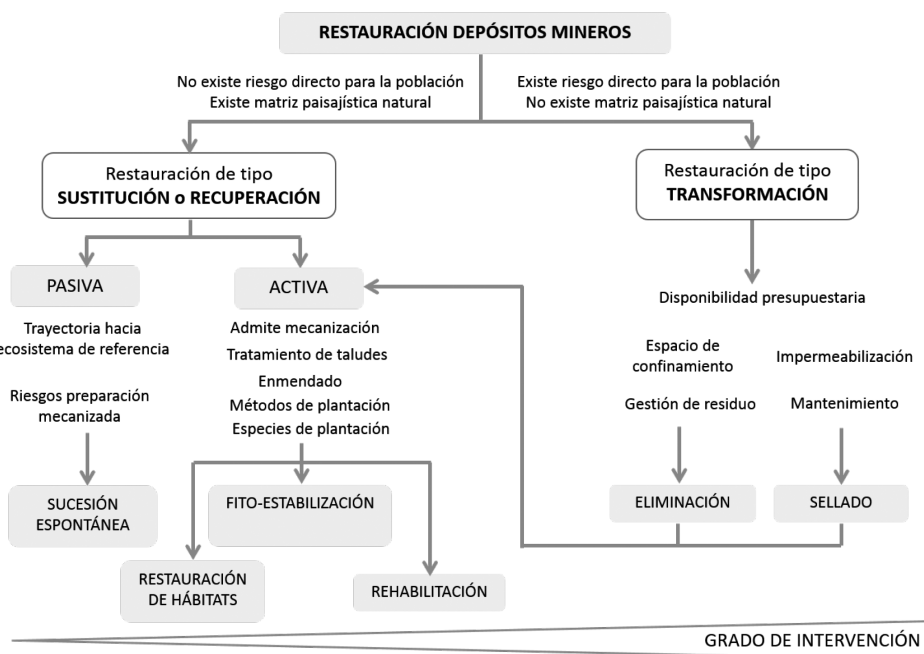 RESTAURACIÓN DEPÓSITOS MINEROS
No existe riesgo directo para la población
Existe matriz paisajística natural
Existe riesgo directo para la población
No existe matriz paisajística natural
Restauración de tipo
SUSTITUCIÓN o RECUPERACIÓN
Restauración de tipo
TRANSFORMACIÓN
PASIVA
ACTIVA
Trayectoria hacia
ecosistema de referencia
Riesgos preparación
mecanizada
Admite mecanización
Tratamiento de taludes
Enmendado
Métodos de plantación
Especies de plantación
Disponibilidad presupuestaria
Espacio de
confinamiento
Gestión de residuo
Impermeabilización
Mantenimiento
SUCESIÓN
ESPONTÁNEA
FITO-ESTABILIZACIÓN
ELIMINACIÓN
SELLADO
RESTAURACIÓN
DE HÁBITATS
REHABILITACIÓN
GRADO DE INTERVENCIÓN